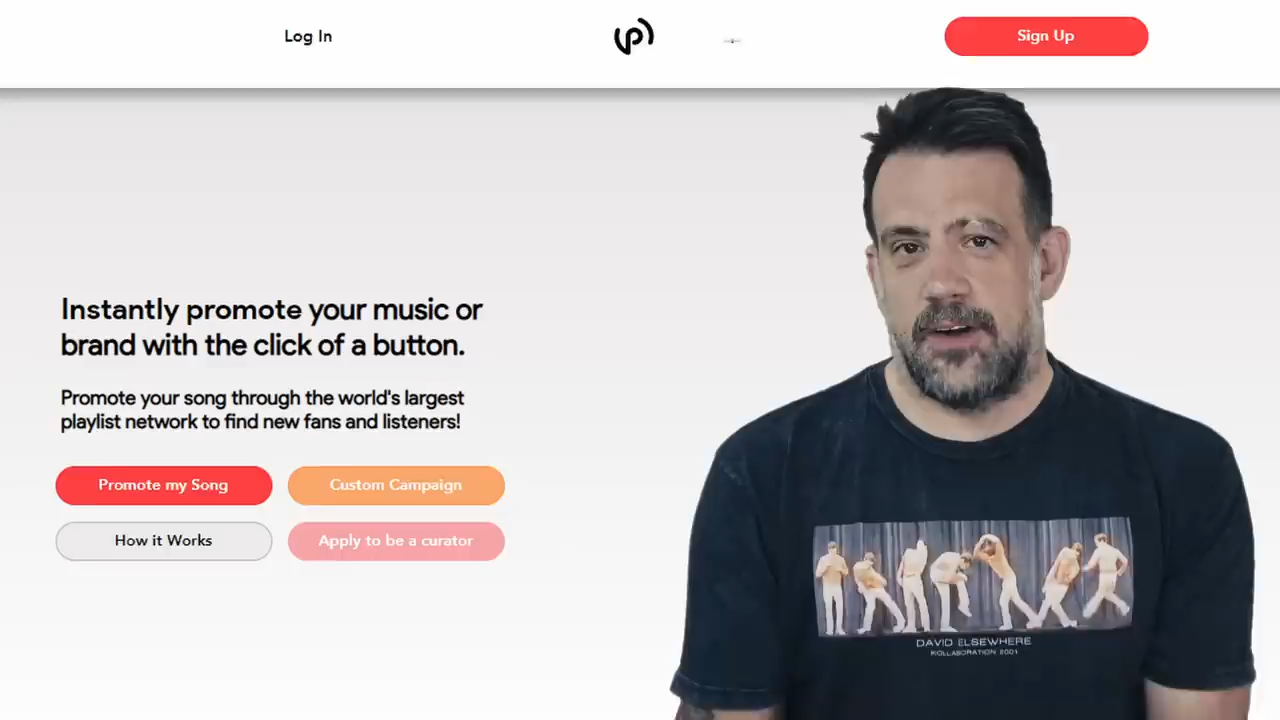 Log In
Sign Up
Instantly promote your music or
brand with the click of a button.
Promote your song through the world's largest
playlist network to find new fans and listeners!
Promote my Song
Custom Campaign
How it Works
Apply to be a curator
DAVID ELSEWHERE
KOLLABORATION 2001